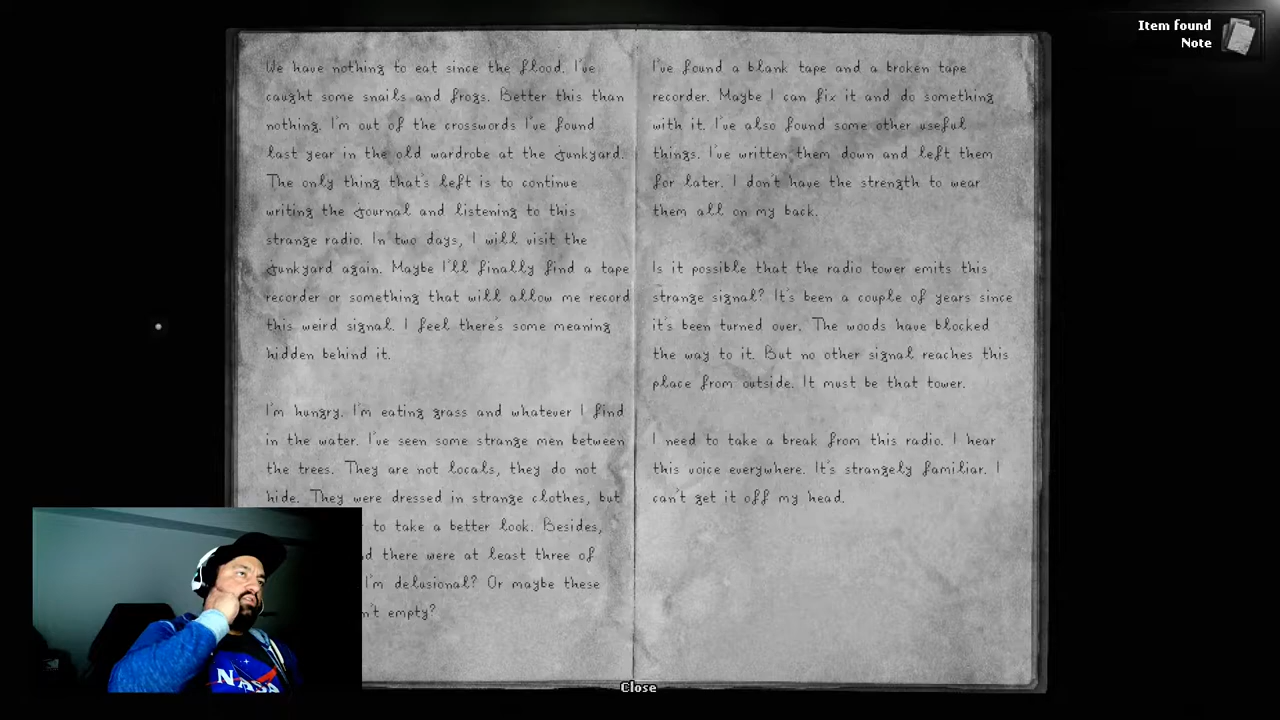 Item found
Note
We have nothing to eat since the flood. I've
caught some snails and frogs. Better this than
nothing. I'm out of the crosswords I've found
last year in the old wardrobe at the junkyard.
The only thing that's left is to continue
writing the journal and listening to this
strange radio. In two days, I will visit the
junkyard again. Maybe I'll finally find a tape
recorder or something that will allow me record
this weird signal. I feel there's some meaning
hidden behind it.
I'm hungry. I'm eating grass and whatever I find
in the water. I've seen some strange men between
the trees. They are not locals, they do not
hide. They were dressed in strange clothes, but
to take a better look. Besides,
there were at least three of
I'm delusional? Or maybe these
empty?
I've found a blank tape and a broken tape
recorder. Maybe I can fix it and do something
with it. I've also found some other useful
things. I've written them down and left them
for later. I don't have the strength to wear
them all on my back.
Is it possible that the radio tower emits this
strange signal? It's been a couple of years since
it's been turned over. The woods have blocked
the way to it. But no other signal reaches this
place from outside. It must be that tower.
I need to take a break from this radio. I hear
this voice everywhere. It's strangely familiar. I
can't get it off my head.
Close
NASA